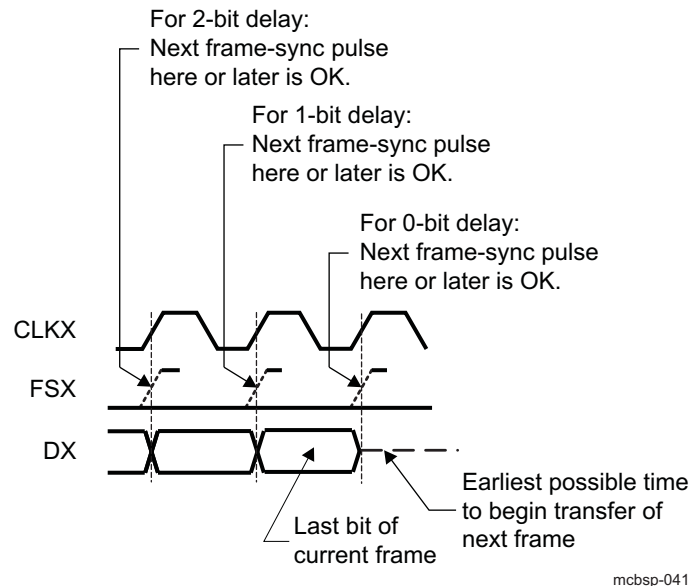 For 2-bit delay:
Next frame-sync pulse
here or later is OK.
For 1-bit delay:
Next frame-sync pulse
here or later is OK.
For 0-bit delay:
Next frame-sync pulse
here or later is OK.
CLKX
FSX
DX
Last bit of
current frame
Earliest possible time
to begin transfer of
next frame
mcbsp-041